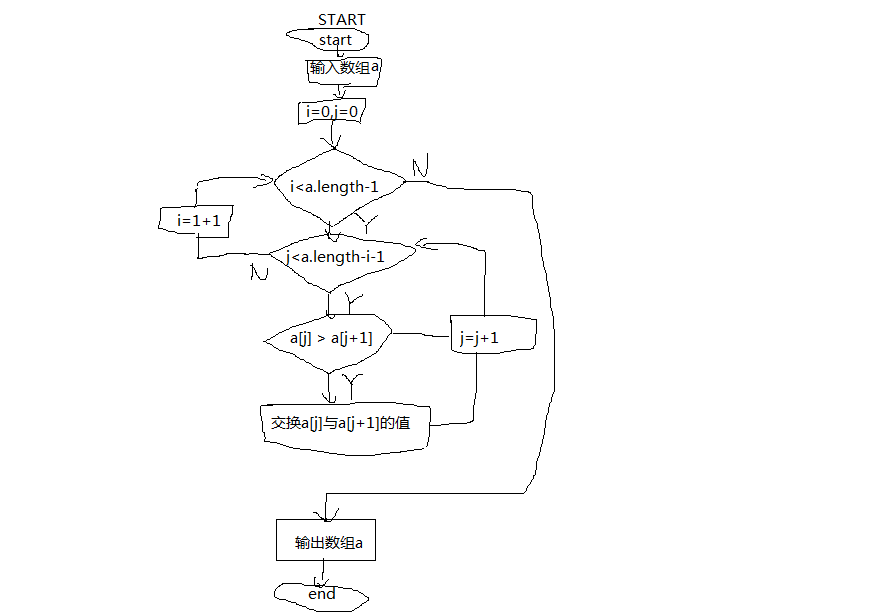 START
start
输入数组a
i=0,j=0
N
i<a.length-1
i=1+1
Y
j<a.length-i-1
N
Y
a[j] > a[j+1]
j=j+1
Y
交换a[j]与a[j+1]的值
输出数组a
end